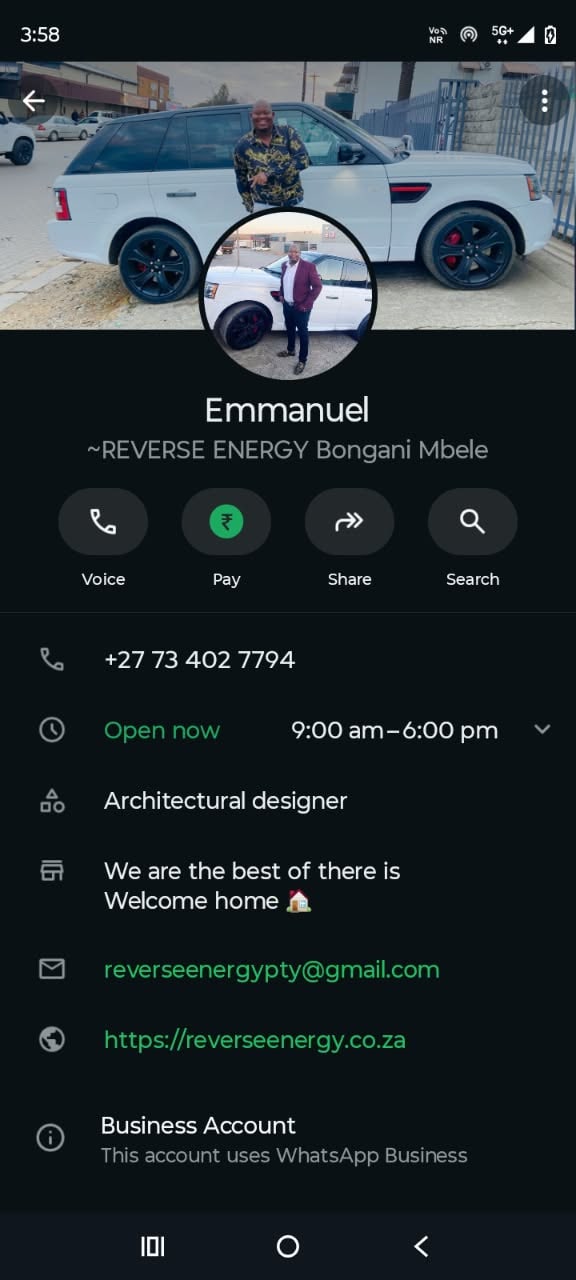 3:58
Vo))
NR
5G+
Emmanuel
~REVERSE ENERGY Bongani Mbele
₹
Voice
Pay
Share
Search
+27 73 402 7794
Open now 9:00 am–6:00 pm
Architectural designer
We are the best of there is
Welcome home 🏠
reverseenergypty@gmail.com
https://reverseenergy.co.za
Business Account
This account uses WhatsApp Business